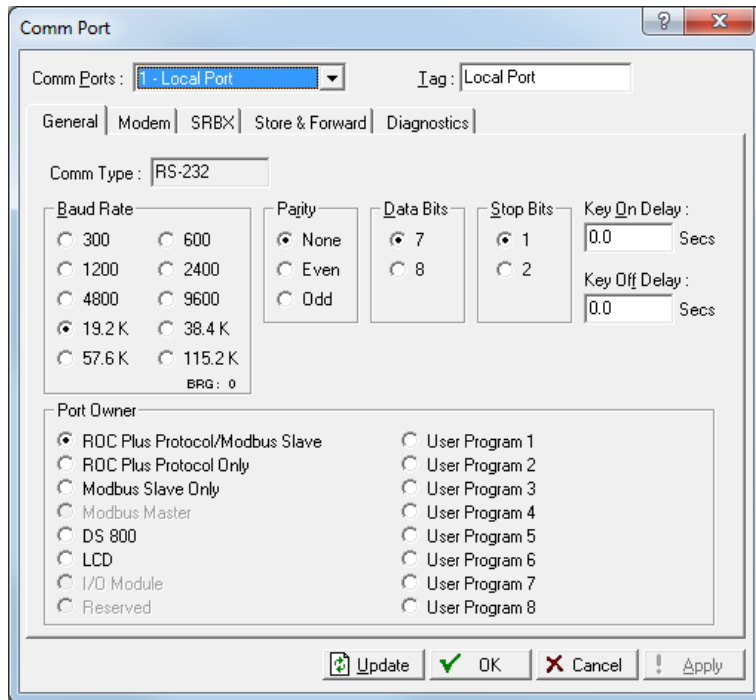 Comm Port
Comm Ports : 1 - Local Port Tag : Local Port
General Modem SRBX Store & Forward Diagnostics
Comm Type : RS-232
Baud Rate
300 600
1200 2400
4800 9600
19.2 K 38.4 K
57.6 K 115.2 K
BRG : 0
Parity
None
Even
Odd
Data Bits
7
8
Stop Bits
1
2
Key On Delay :
0.0 Secs
Key Off Delay :
0.0 Secs
Port Owner
ROC Plus Protocol/Modbus Slave
ROC Plus Protocol Only
Modbus Slave Only
Modbus Master
DS 800
LCD
I/O Module
Reserved
User Program 1
User Program 2
User Program 3
User Program 4
User Program 5
User Program 6
User Program 7
User Program 8
Update OK Cancel ! Apply